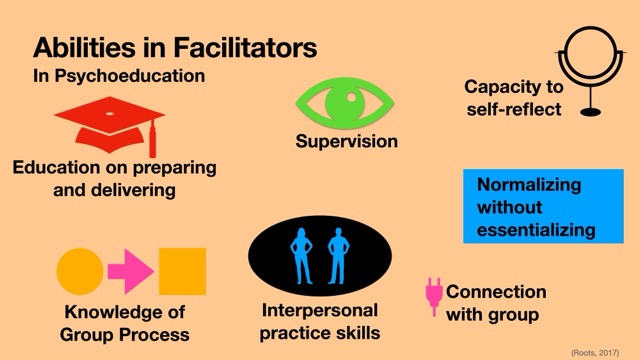 Abilities in Facilitators
In Psychoeducation
Capacity to
self-reflect
Supervision
Education on preparing
and delivering
Normalizing
without
essentializing
Knowledge of
Group Process
Interpersonal
practice skills
Connection
with group
(Roots, 2017)